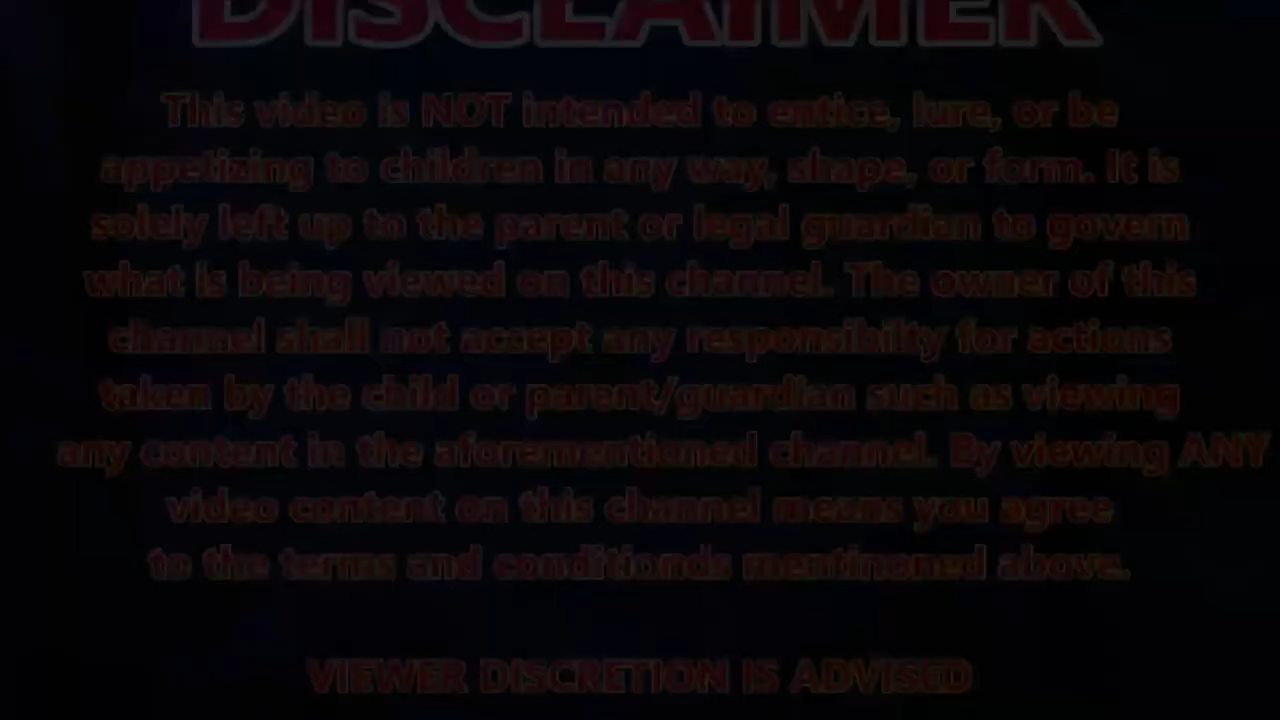 DISCLAIMER
This video is NOT intended to entice, lure, or be
appetizing to children in any way, shape, or form. It is
solely left up to the parent or legal guardian to govern
what is being viewed on this channel. The owner of this
channel shall not accept any responsibility for actions
taken by the child or parent/guardian such as viewing
any content in the aforementioned channel. By viewing ANY
video content on this channel means you agree
to the terms and conditionds mentinoned above.
VIEWER DISCRETION IS ADVISED